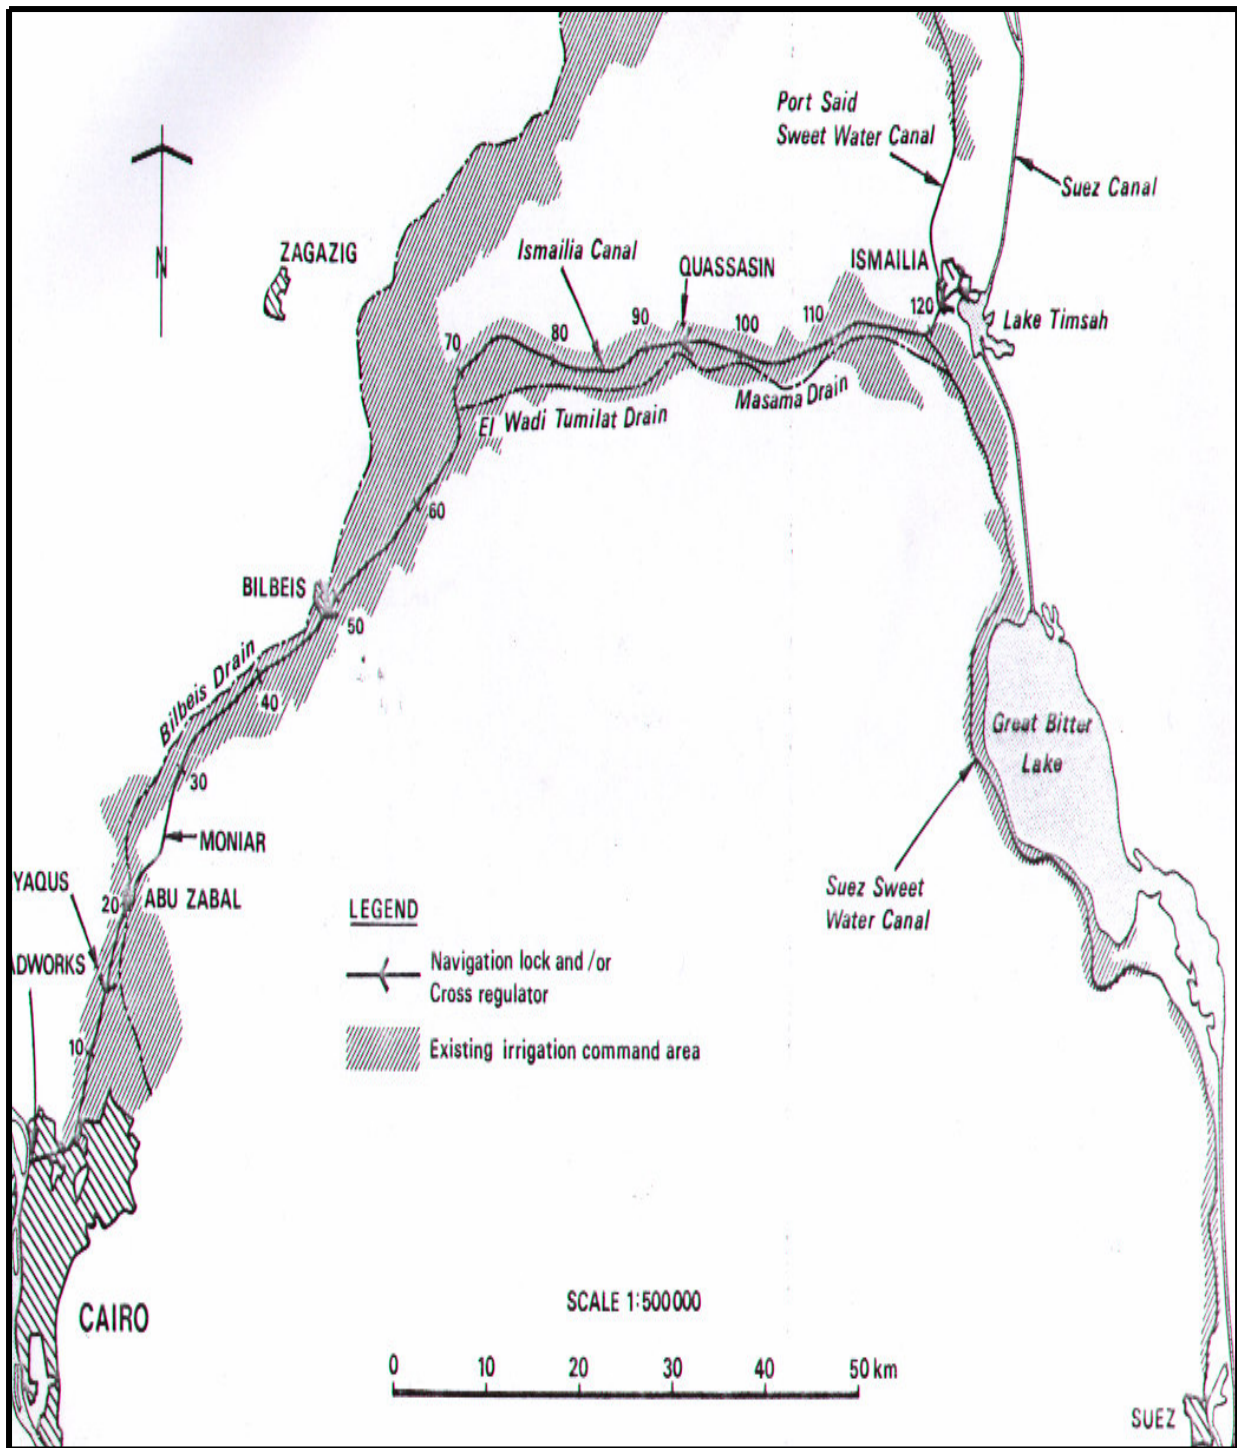 Port Said
Sweet Water Canal
Suez Canal
N
ZAGAZIG
Ismailia Canal
QUASSASIN
ISMAILIA
120
Lake Timsah
110
100
90
80
70
Masama Drain
El Wadi Tumilat Drain
60
BILBEIS
50
Bilbeis Drain
40
Great Bitter
Lake
30
MONIAR
YAQUS
20
ABU ZABAL
Suez Sweet
Water Canal
LEGEND
ADWORKS
Navigation lock and /or
Cross regulator
10
Existing irrigation command area
SCALE 1:500000
CAIRO
0 10 20 30 40 50 km
SUEZ